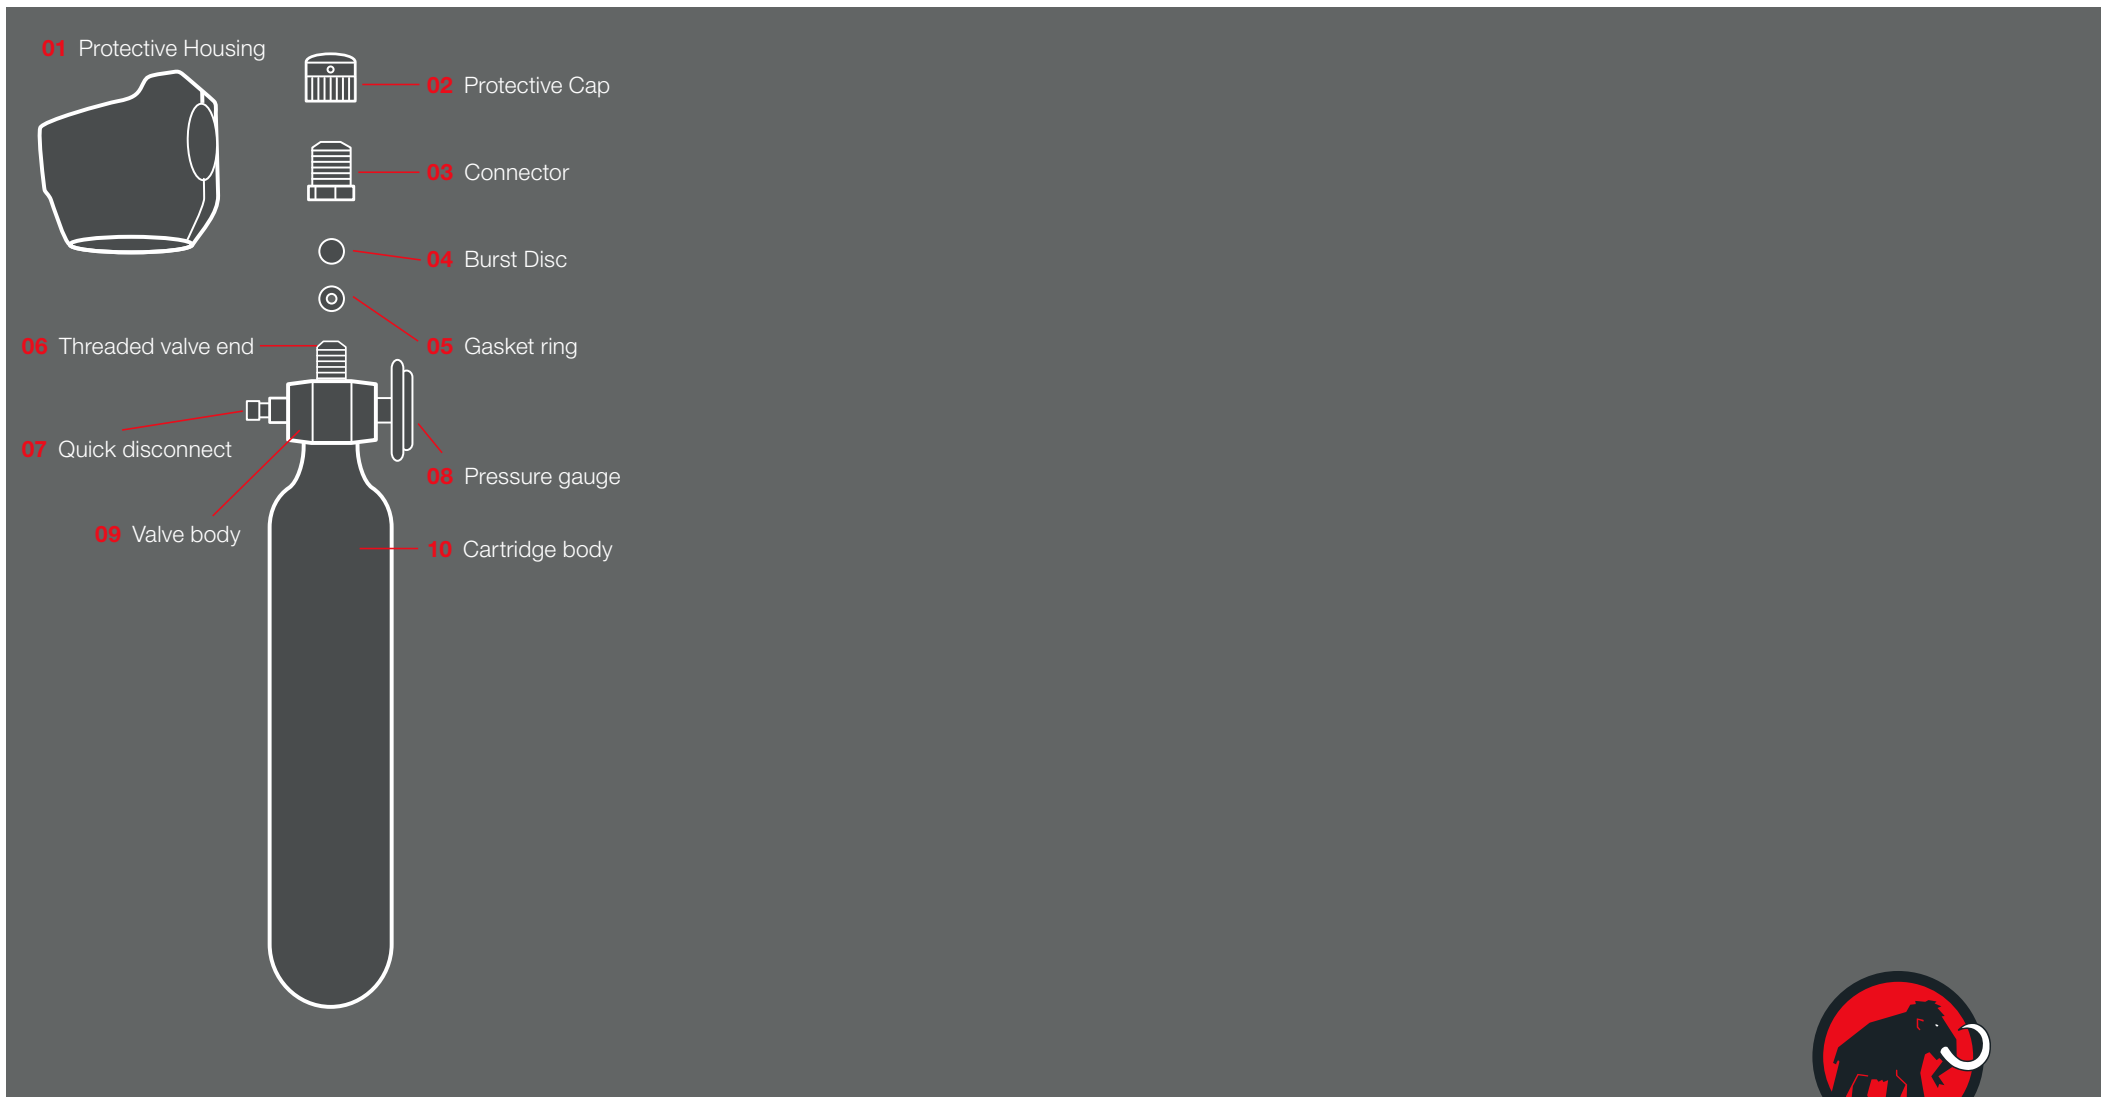 01 Protective Housing
02 Protective Cap
03 Connector
04 Burst Disc
06 Threaded valve end
05 Gasket ring
07 Quick disconnect
08 Pressure gauge
09 Valve body
10 Cartridge body